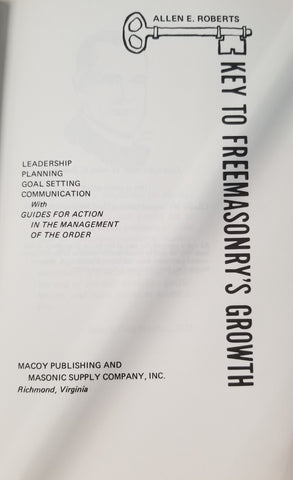 ALLEN E. ROBERTS
KEY TO FREEMASONRY'S GROWTH
LEADERSHIP
PLANNING
GOAL SETTING
COMMUNICATION
With
GUIDES FOR ACTION
IN THE MANAGEMENT
OF THE ORDER
MACOY PUBLISHING AND
MASONIC SUPPLY COMPANY, INC.
Richmond, Virginia